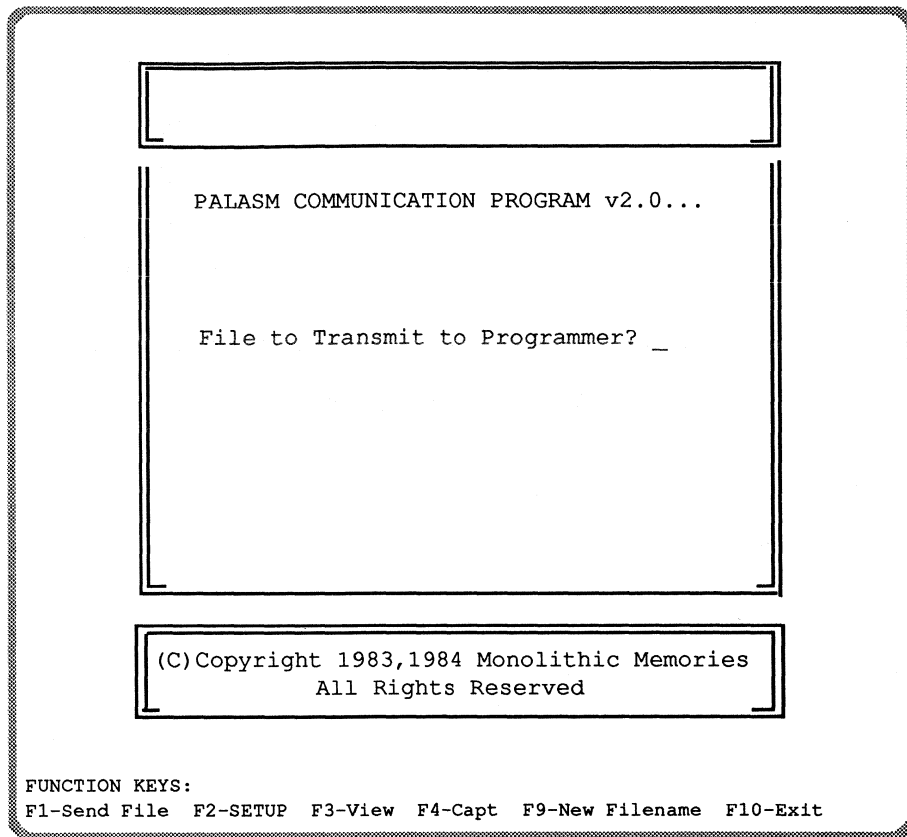 PALASM COMMUNICATION PROGRAM v2.0...
File to Transmit to Programmer? _
(C)Copyright 1983,1984 Monolithic Memories
All Rights Reserved
FUNCTION KEYS:
F1-Send File F2-SETUP F3-View F4-Capt F9-New Filename F10-Exit